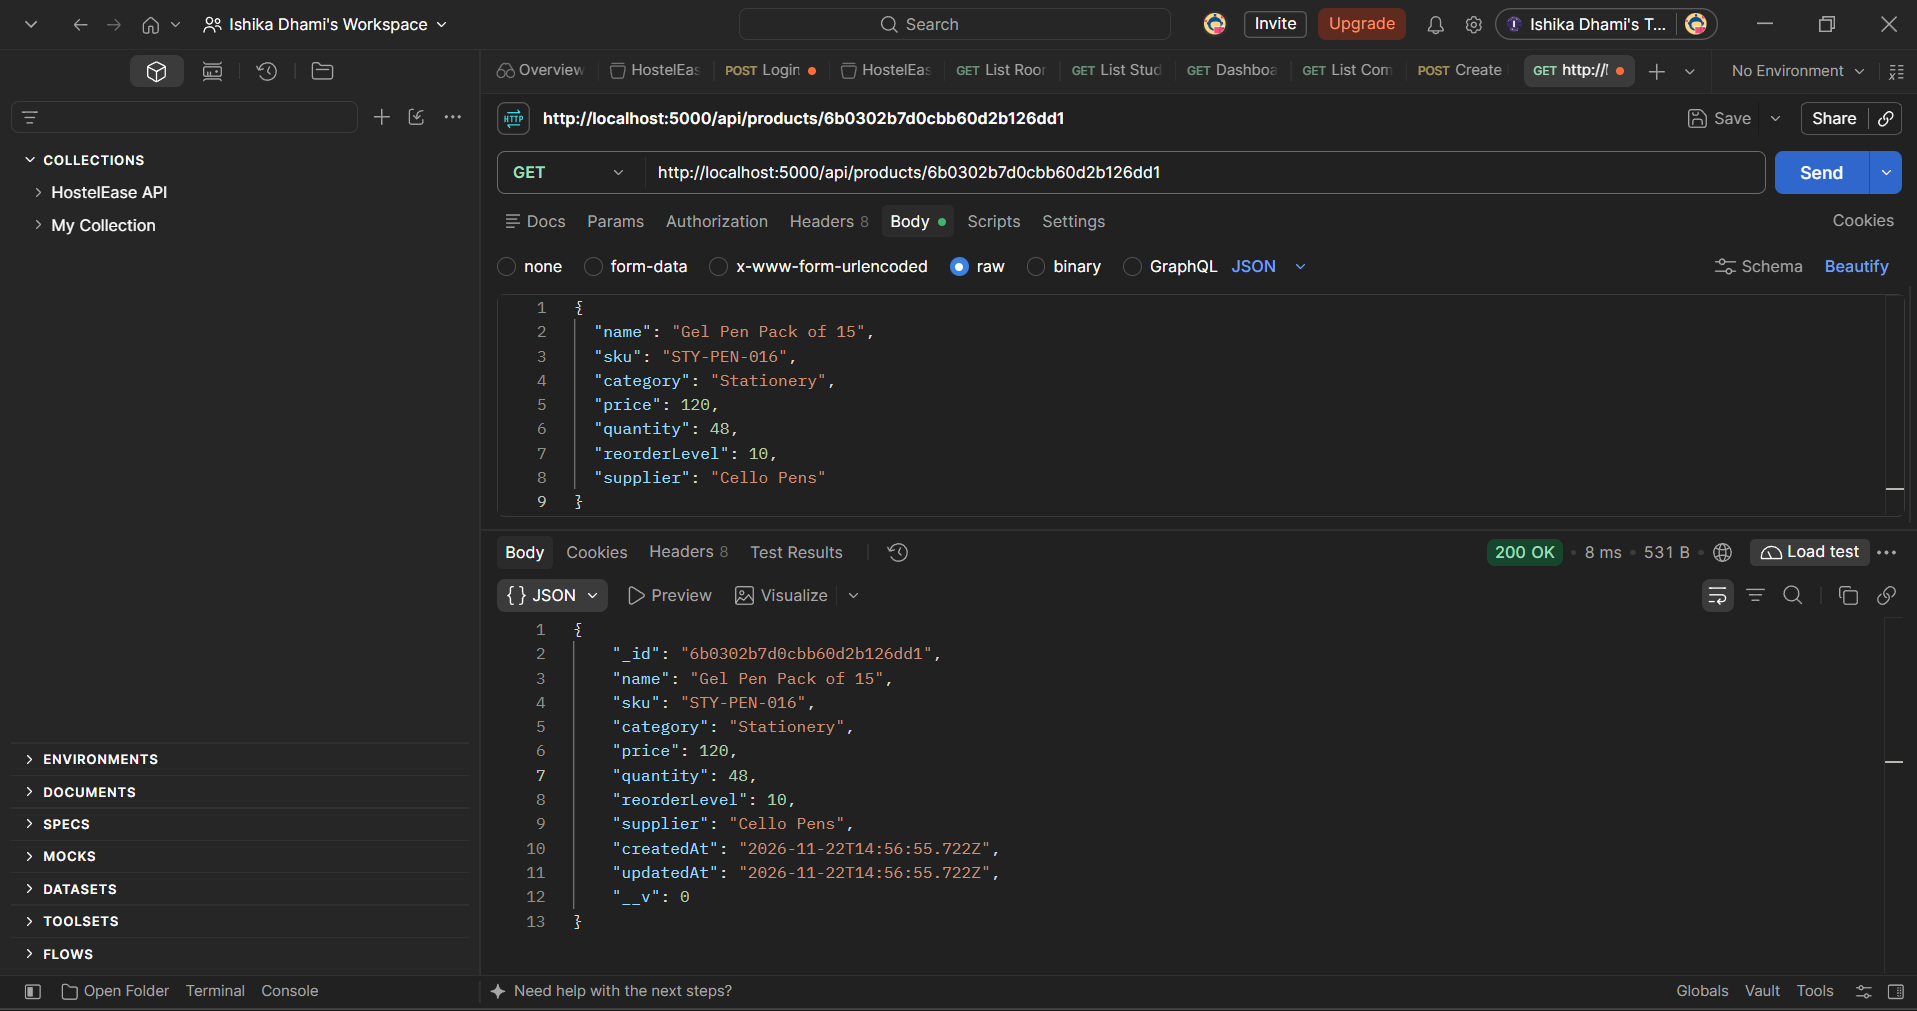 Ishika Dhami's Workspace
Search
Invite
Upgrade
Ishika Dhami's T...
Overview
HostelEas
POST Login
HostelEas
GET List Roor
GET List Stud
GET Dashboa
GET List Com
POST Create
GET http://l
No Environment
HTTP
http://localhost:5000/api/products/6b0302b7d0cbb60d2b126dd1
Save
Share
COLLECTIONS
HostelEase API
My Collection
GET
http://localhost:5000/api/products/6b0302b7d0cbb60d2b126dd1
Send
Docs
Params
Authorization
Headers 8
Body
Scripts
Settings
Cookies
none
form-data
x-www-form-urlencoded
raw
binary
GraphQL
JSON
Schema
Beautify
1 {
2 "name": "Gel Pen Pack of 15",
3 "sku": "STY-PEN-016",
4 "category": "Stationery",
5 "price": 120,
6 "quantity": 48,
7 "reorderLevel": 10,
8 "supplier": "Cello Pens"
9 }
Body
Cookies
Headers 8
Test Results
200 OK
8 ms
531 B
Load test
{} JSON
Preview
Visualize
1 {
2 "_id": "6b0302b7d0cbb60d2b126dd1",
3 "name": "Gel Pen Pack of 15",
4 "sku": "STY-PEN-016",
5 "category": "Stationery",
6 "price": 120,
7 "quantity": 48,
8 "reorderLevel": 10,
9 "supplier": "Cello Pens",
10 "createdAt": "2026-11-22T14:56:55.722Z",
11 "updatedAt": "2026-11-22T14:56:55.722Z",
12 "__v": 0
13 }
ENVIRONMENTS
DOCUMENTS
SPECS
MOCKS
DATASETS
TOOLSETS
FLOWS
Open Folder
Terminal
Console
Need help with the next steps?
Globals
Vault
Tools